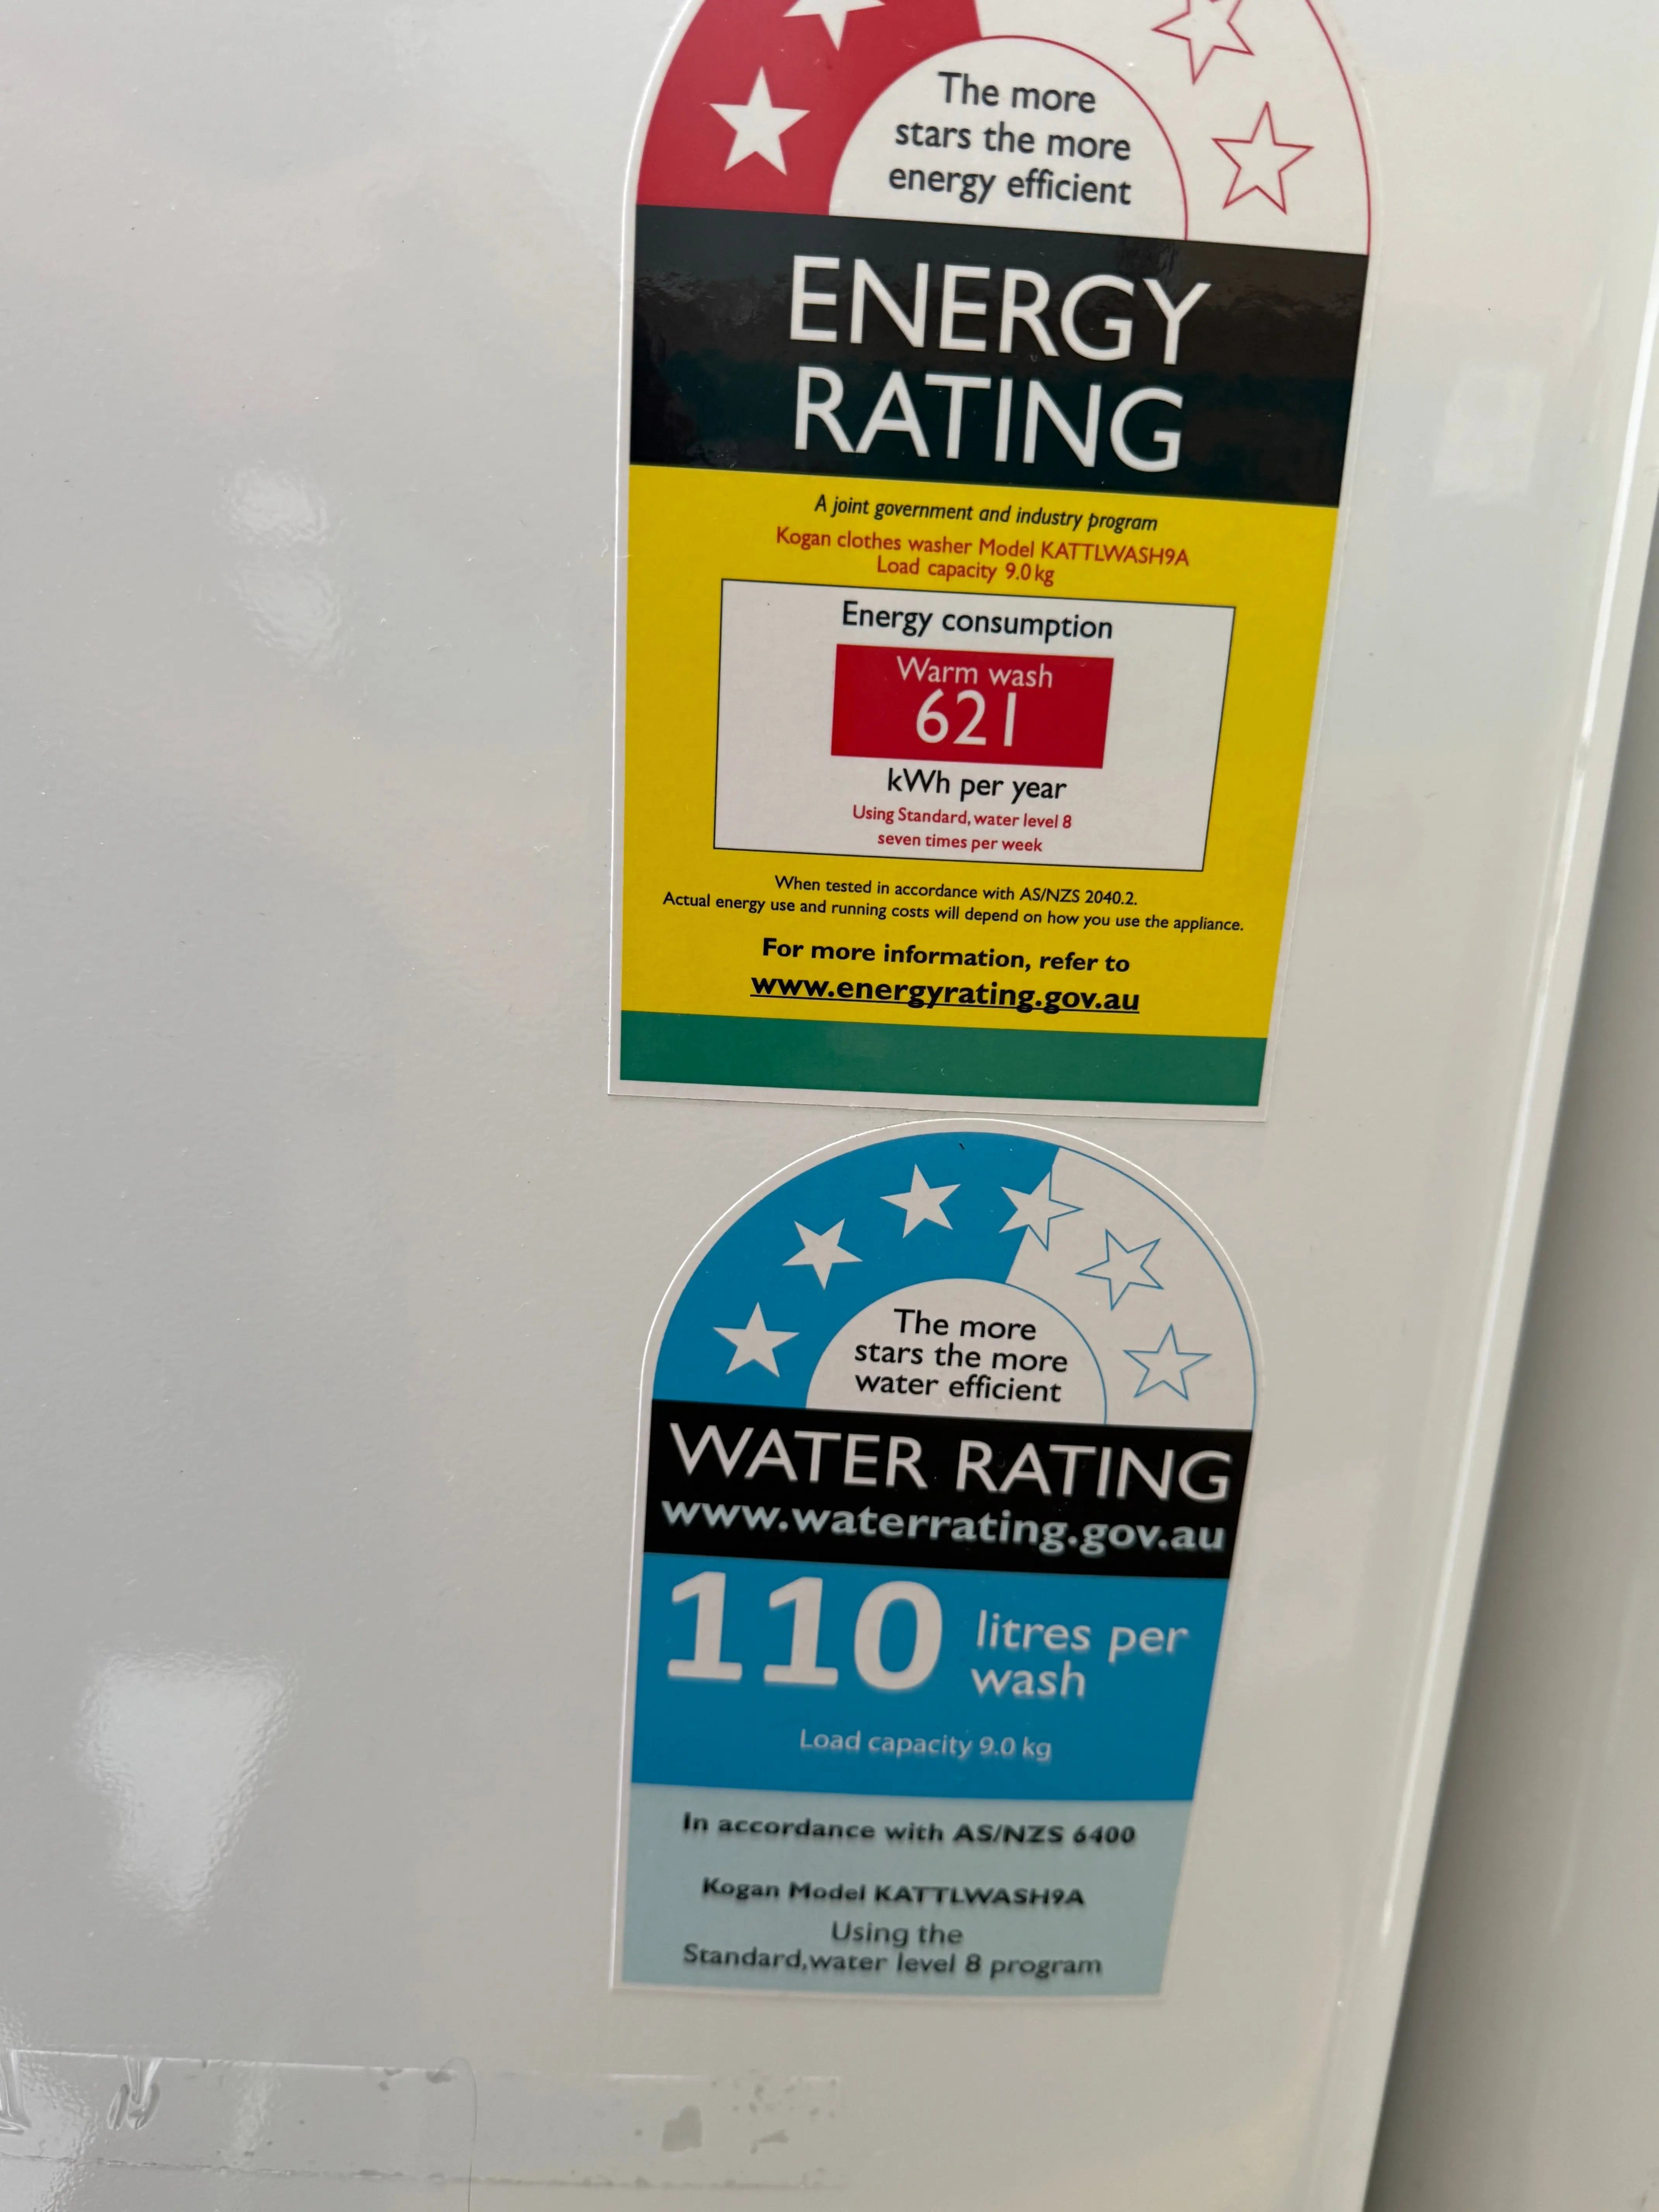 The more
stars the more
energy efficient
ENERGY
RATING
A joint government and industry program
Kogan clothes washer Model KATTLWASH9A
Load capacity 9.0 kg
Energy consumption
Warm wash
621
kWh per year
Using Standard, water level 8
seven times per week
When tested in accordance with AS/NZS 2040.2.
Actual energy use and running costs will depend on how you use the appliance.
For more information, refer to
www.energyrating.gov.au
The more
stars the more
water efficient
WATER RATING
www.waterrating.gov.au
110 litres per
wash
Load capacity 9.0 kg
In accordance with AS/NZS 6400
Kogan Model KATTLWASH9A
Using the
Standard,water level 8 program